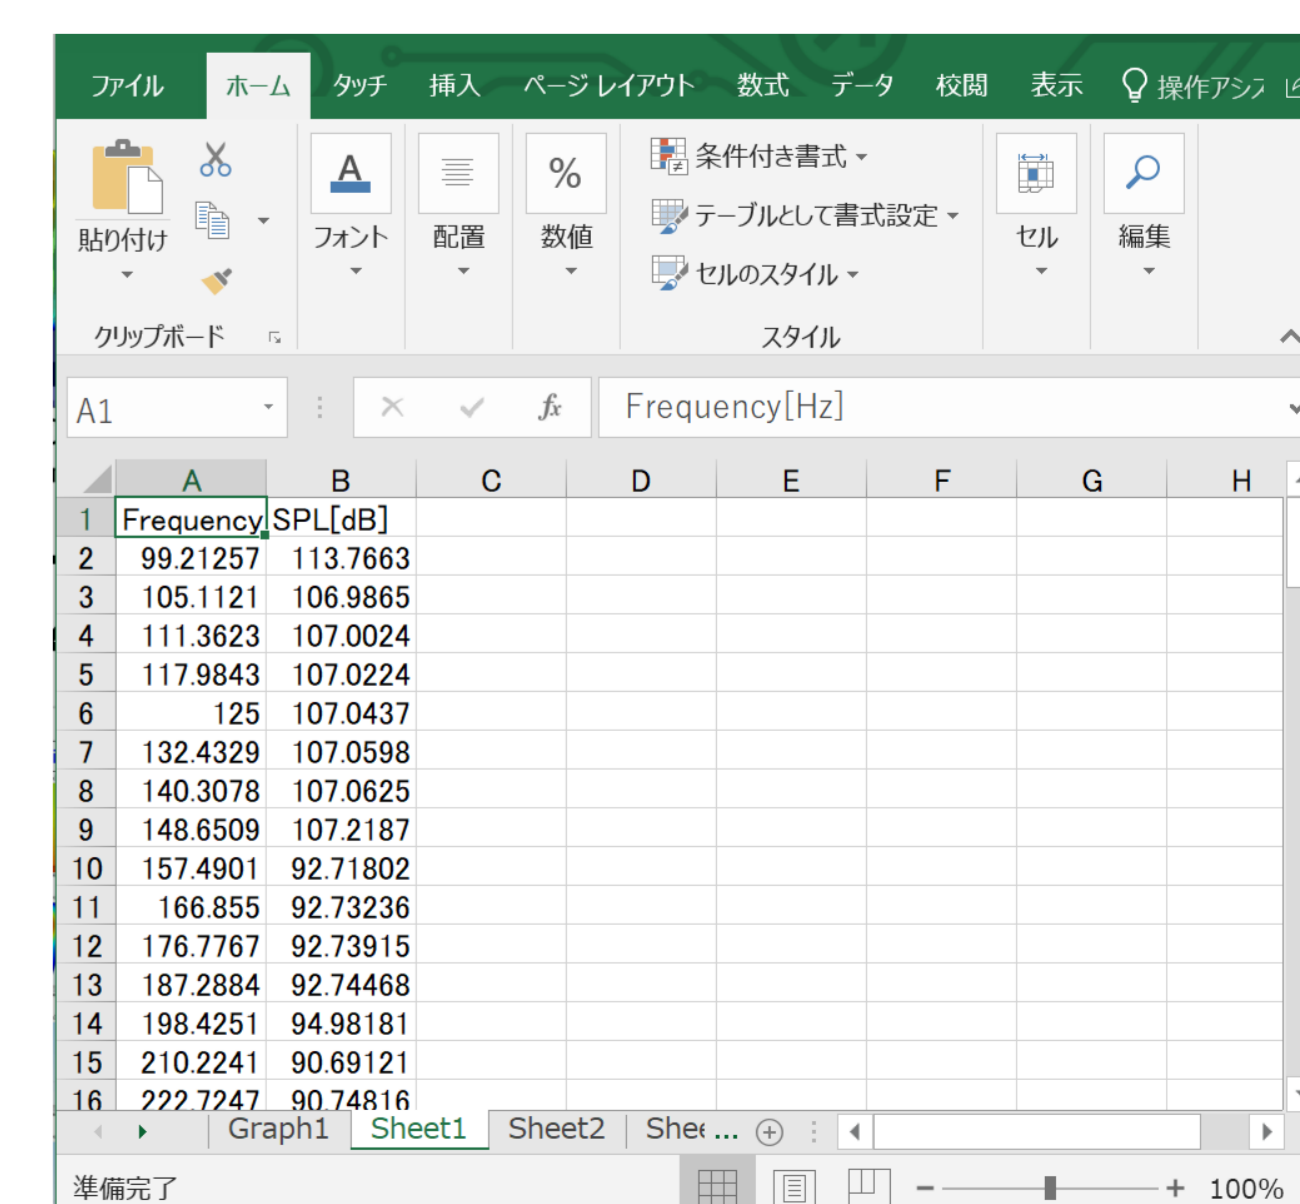 ファイル ホーム タッチ 挿入 ページ レイアウト 数式 データ 校閲 表示 操作アシス
貼り付け フォント 配置 % 数値 条件付き書式 セル 編集
テーブルとして書式設定
セルのスタイル
クリップボード スタイル
A1 fx Frequency[Hz]
A B C D E F G H
1 Frequency SPL[dB]
2 99.21257 113.7663
3 105.1121 106.9865
4 111.3623 107.0024
5 117.9843 107.0224
6 125 107.0437
7 132.4329 107.0598
8 140.3078 107.0625
9 148.6509 107.2187
10 157.4901 92.71802
11 166.855 92.73236
12 176.7767 92.73915
13 187.2884 92.74468
14 198.4251 94.98181
15 210.2241 90.69121
16 222.7247 90.74816
Graph1 Sheet1 Sheet2 Shee ...
準備完了 100%